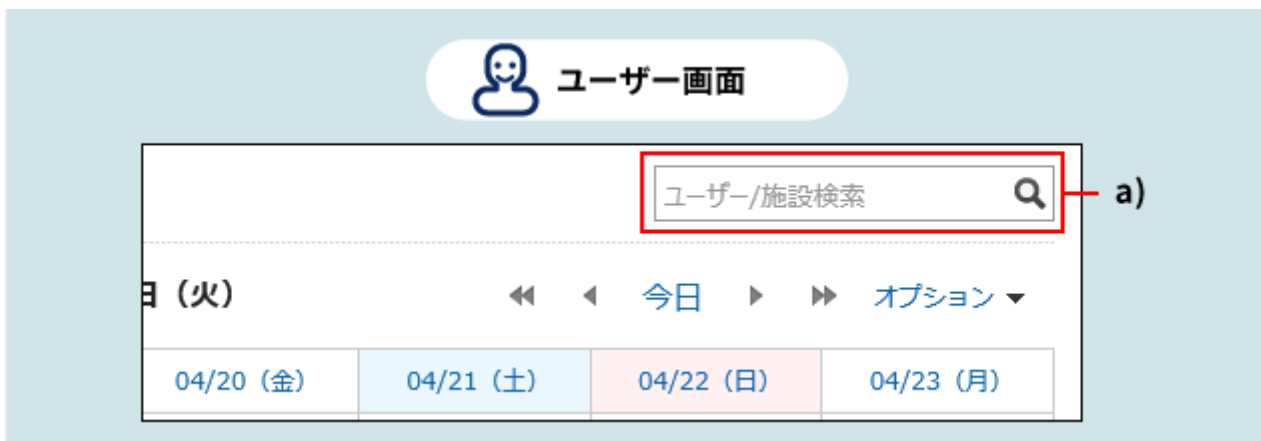 ユーザー画面
ユーザー/施設検索
a)
日（火）
今日
オプション
04/20（金）
04/21（土）
04/22（日）
04/23（月）